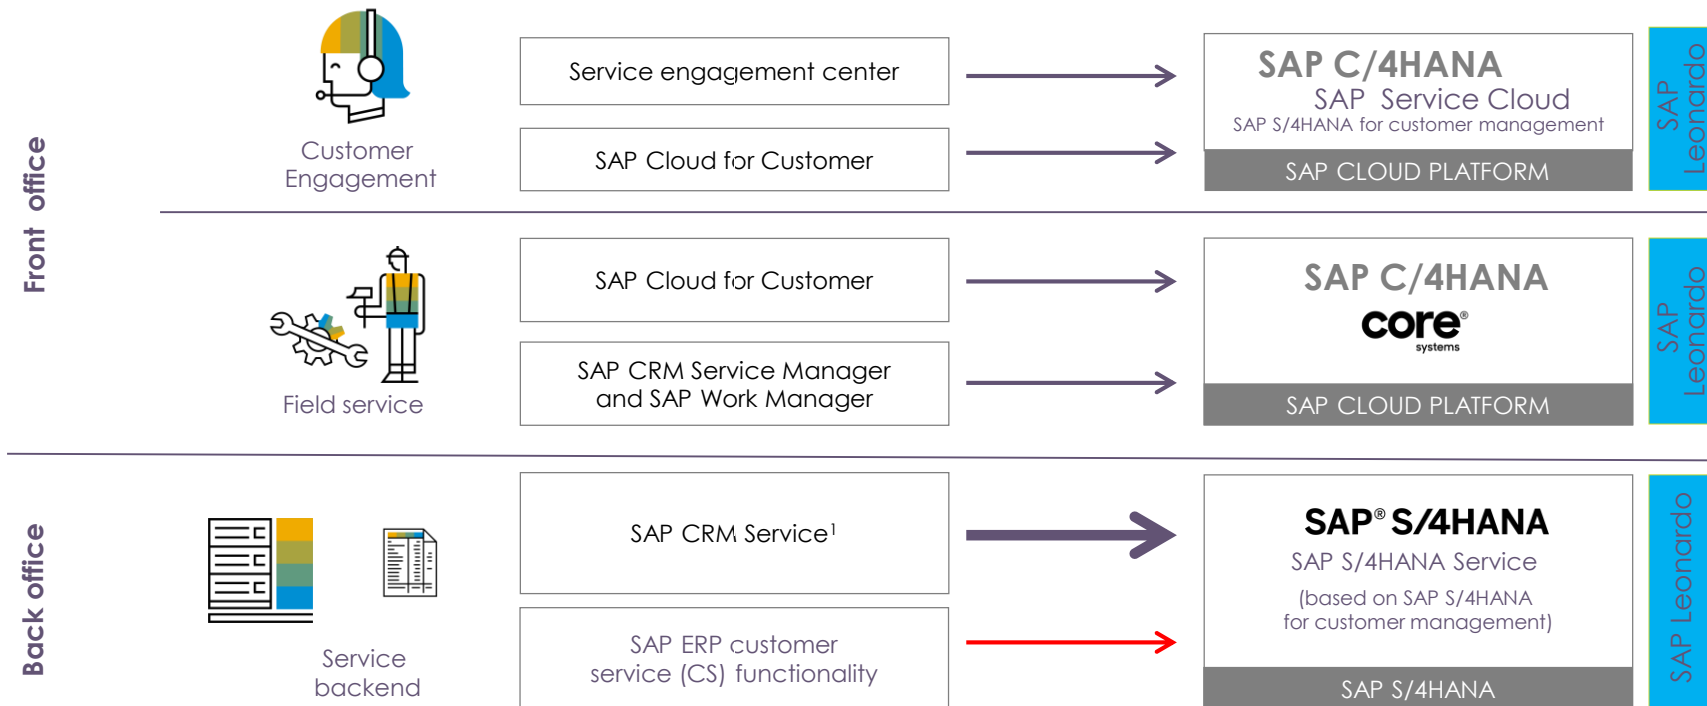 Front office
Customer
Engagement
Service engagement center
SAP Cloud for Customer
SAP C/4HANA
SAP Service Cloud
SAP S/4HANA for customer management
SAP CLOUD PLATFORM
SAP
Leonardo
Field service
SAP Cloud for Customer
SAP CRM Service Manager
and SAP Work Manager
SAP C/4HANA
core®
systems
SAP CLOUD PLATFORM
SAP
Leonardo
Back office
Service
backend
SAP CRM Service¹
SAP ERP customer
service (CS) functionality
SAP® S/4HANA
SAP S/4HANA Service
(based on SAP S/4HANA
for customer management)
SAP S/4HANA
SAP Leonardo